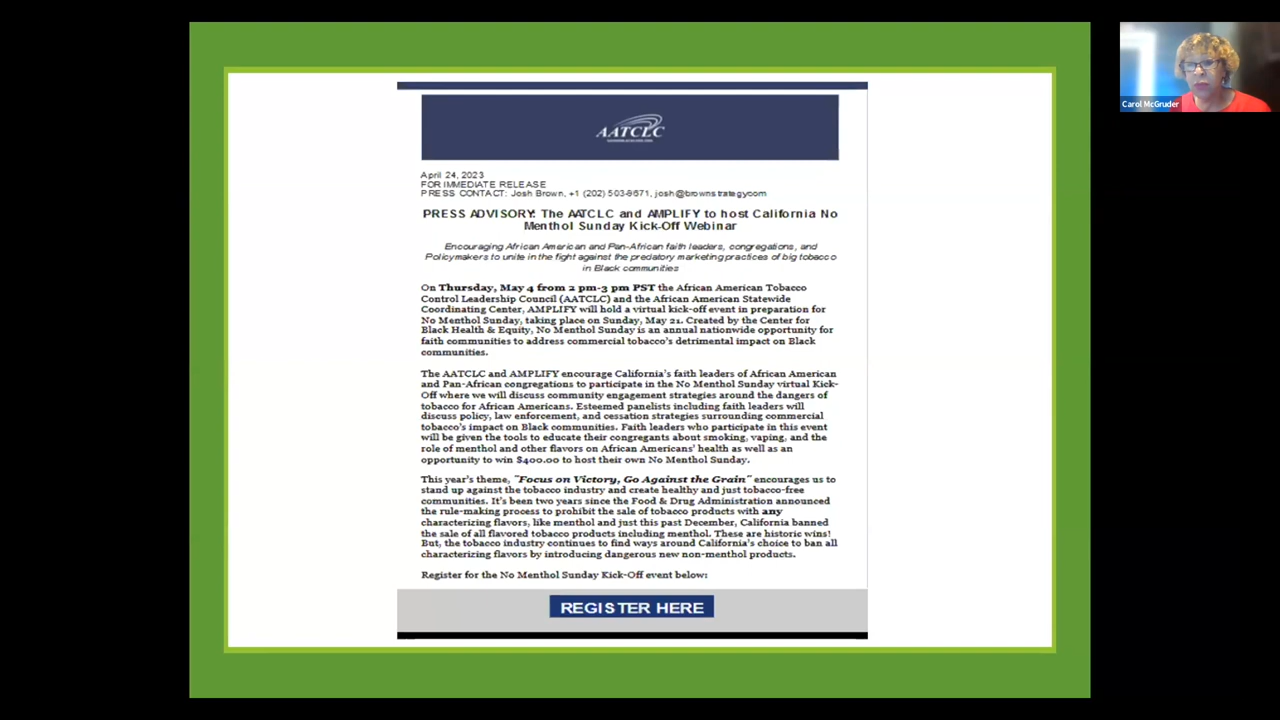 AATCLC
April 24, 2023
FOR IMMEDIATE RELEASE
PRESS CONTACT: Josh Brown, +1 (202) 503-9671, josh@brownstrategy.com
PRESS ADVISORY: The AATCLC and AMPLIFY to host California No
Menthol Sunday Kick-Off Webinar
Encouraging African American and Pan-African faith leaders, congregations, and
Policymakers to unite in the fight against the predatory marketing practices of big tobacco
in Black communities
On Thursday, May 4 from 2 pm-3 pm PST the African American Tobacco
Control Leadership Council (AATCLC) and the African American Statewide
Coordinating Center, AMPLIFY will hold a virtual kick-off event in preparation for
No Menthol Sunday, taking place on Sunday, May 21. Created by the Center for
Black Health & Equity, No Menthol Sunday is an annual nationwide opportunity for
faith communities to address commercial tobacco's detrimental impact on Black
communities.
The AATCLC and AMPLIFY encourage California's faith leaders of African American
and Pan-African congregations to participate in the No Menthol Sunday virtual Kick-
Off where we will discuss community engagement strategies around the dangers of
tobacco for African Americans. Esteemed panelists including faith leaders will
discuss policy, law enforcement, and cessation strategies surrounding commercial
tobacco's impact on Black communities. Faith leaders who participate in this event
will be given the tools to educate their congregants about smoking, vaping, and the
role of menthol and other flavors on African Americans' health as well as an
opportunity to win $400.00 to host their own No Menthol Sunday.
This year's theme, "Focus on Victory, Go Against the Grain" encourages us to
stand up against the tobacco industry and create healthy and just tobacco-free
communities. It's been two years since the Food & Drug Administration announced
the rule-making process to prohibit the sale of tobacco products with any
characterizing flavors, like menthol and just this past December, California banned
the sale of all flavored tobacco products including menthol. These are historic wins!
But, the tobacco industry continues to find ways around California's choice to ban all
characterizing flavors by introducing dangerous new non-menthol products.
Register for the No Menthol Sunday Kick-Off event below:
REGISTER HERE
Carol McGruder